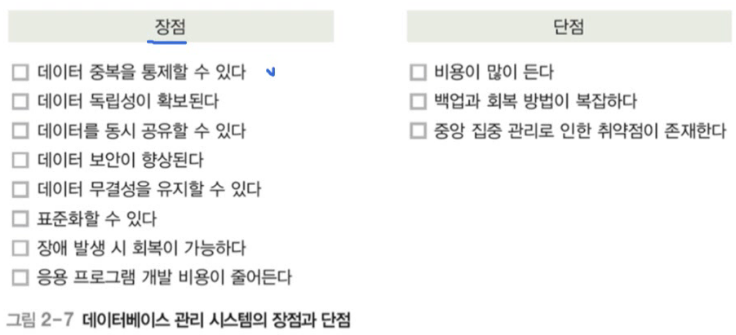 장점
데이터 중복을 통제할 수 있다
데이터 독립성이 확보된다
데이터를 동시 공유할 수 있다
데이터 보안이 향상된다
데이터 무결성을 유지할 수 있다
표준화할 수 있다
장애 발생 시 회복이 가능하다
응용 프로그램 개발 비용이 줄어든다
단점
비용이 많이 든다
백업과 회복 방법이 복잡하다
중앙 집중 관리로 인한 취약점이 존재한다
그림 2-7 데이터베이스 관리 시스템의 장점과 단점